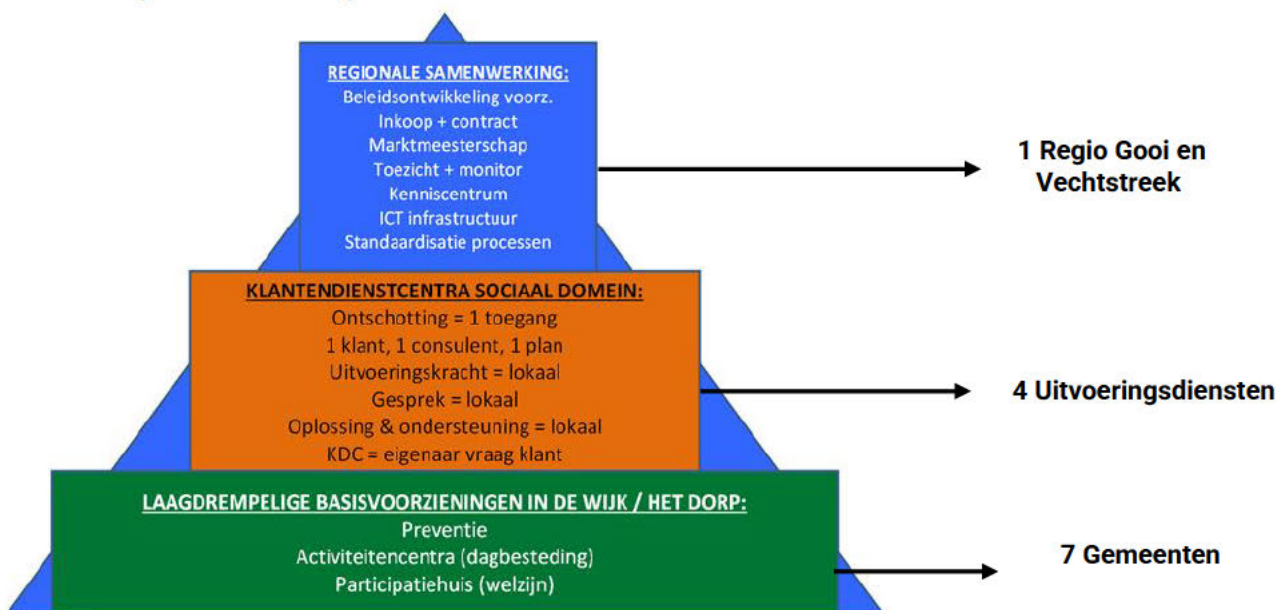 REGIONALE SAMENWERKING:
Beleidsontwikkeling voorz.
Inkoop + contract
Marktmeesterschap
Toezicht + monitor
Kenniscentrum
ICT infrastructuur
Standaardisatie processen
1 Regio Gooi en
Vechtstreek
KLANTENDIENSTCENTRA SOCIAAL DOMEIN:
Ontschotting = 1 toegang
1 klant, 1 consulent, 1 plan
Uitvoeringskracht = lokaal
Gesprek = lokaal
Oplossing & ondersteuning = lokaal
KDC = eigenaar vraag klant
4 Uitvoeringsdiensten
LAAGDREMPELIGE BASISVOORZIENINGEN IN DE WIJK / HET DORP:
Preventie
Activiteitencentra (dagbesteding)
Participatiehuis (welzijn)
7 Gemeenten